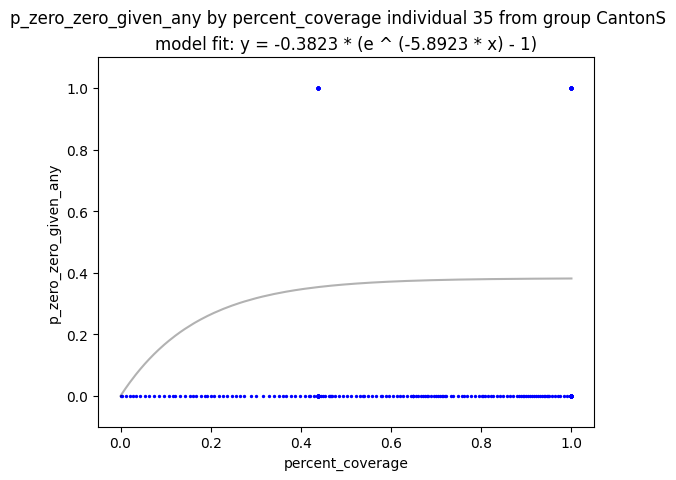 p_zero_zero_given_any by percent_coverage individual 35 from group CantonS
model fit: y = -0.3823 * (e ^ (-5.8923 * x) - 1)
1.0
0.8
0.6
0.4
0.2
0.0
p_zero_zero_given_any
0.0 0.2 0.4 0.6 0.8 1.0
percent_coverage